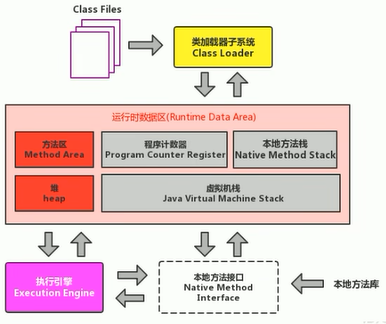 Class Files
类加载器子系统
Class Loader
运行时数据区(Runtime Data Area)
方法区
Method Area
程序计数器
Program Counter Register
本地方法栈
Native Method Stack
堆
heap
虚拟机栈
Java Virtual Machine Stack
执行引擎
Execution Engine
本地方法接口
Native Method
Interface
本地方法库